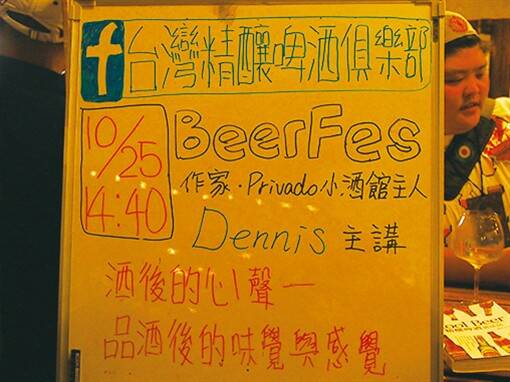 f 台灣精釀啤酒俱樂部
10/25
14:40
BeerFes
作家·Privado小酒館主人
Dennis 主講
酒後的心聲—
品酒後的味覺與感覺
ool Beer